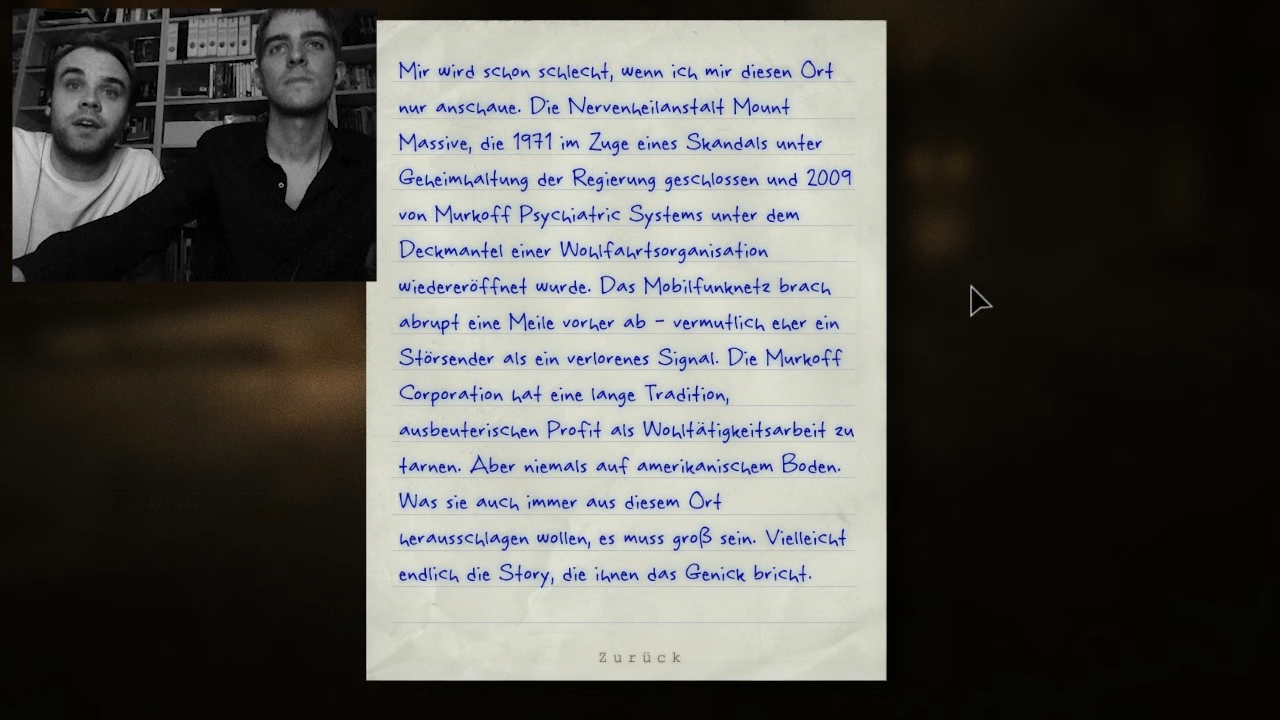 Mir wird schon schlecht, wenn ich mir diesen Ort
nur anschaue. Die Nervenheilanstalt Mount
Massive, die 1971 im Zuge eines Skandals unter
Geheimhaltung der Regierung geschlossen und 2009
von Murkoff Psychiatric Systems unter dem
Deckmantel einer Wohlfahrtsorganisation
wiedereröffnet wurde. Das Mobilfunknetz brach
abrupt eine Meile vorher ab - vermutlich eher ein
Störsender als ein verlorenes Signal. Die Murkoff
Corporation hat eine lange Tradition,
ausbeuterischen Profit als Wohltätigkeitsarbeit zu
tarnen. Aber niemals auf amerikanischem Boden.
Was sie auch immer aus diesem Ort
herausschlagen wollen, es muss groß sein. Vielleicht
endlich die Story, die ihnen das Genick bricht.
Zurück